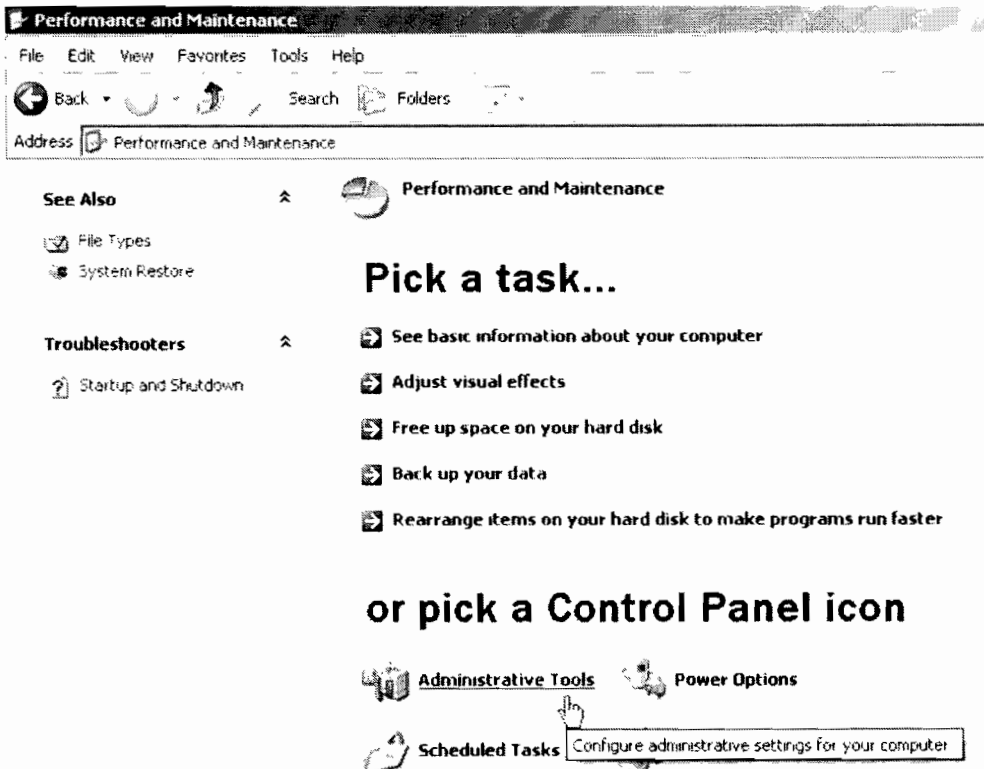 Performance and Maintenance
File Edit View Favorites Tools Help
Back Search Folders
Address Performance and Maintenance
See Also
File Types
System Restore
Troubleshooters
Startup and Shutdown
Performance and Maintenance
Pick a task...
See basic information about your computer
Adjust visual effects
Free up space on your hard disk
Back up your data
Rearrange items on your hard disk to make programs run faster
or pick a Control Panel icon
Administrative Tools Power Options
Scheduled Tasks Configure administrative settings for your computer